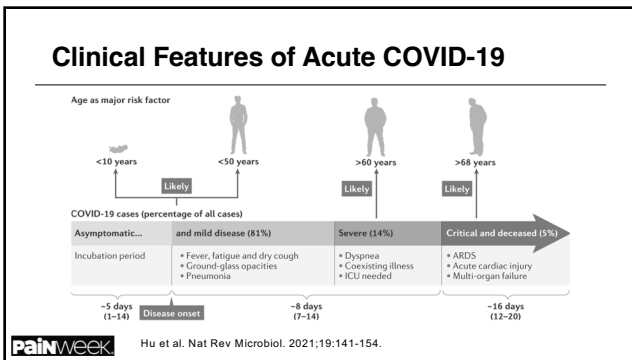 Clinical Features of Acute COVID-19
Age as major risk factor
<10 years
<50 years
>60 years
>68 years
Likely
Likely
Likely
COVID-19 cases (percentage of all cases)
Asymptomatic...
and mild disease (81%)
Severe (14%)
Critical and deceased (5%)
Incubation period
• Fever, fatigue and dry cough
• Ground-glass opacities
• Pneumonia
• Dyspnea
• Coexisting illness
• ICU needed
• ARDS
• Acute cardiac injury
• Multi-organ failure
~5 days
(1–14)
Disease onset
~8 days
(7–14)
~16 days
(12–20)
PAINWEEK.
Hu et al. Nat Rev Microbiol. 2021;19:141-154.